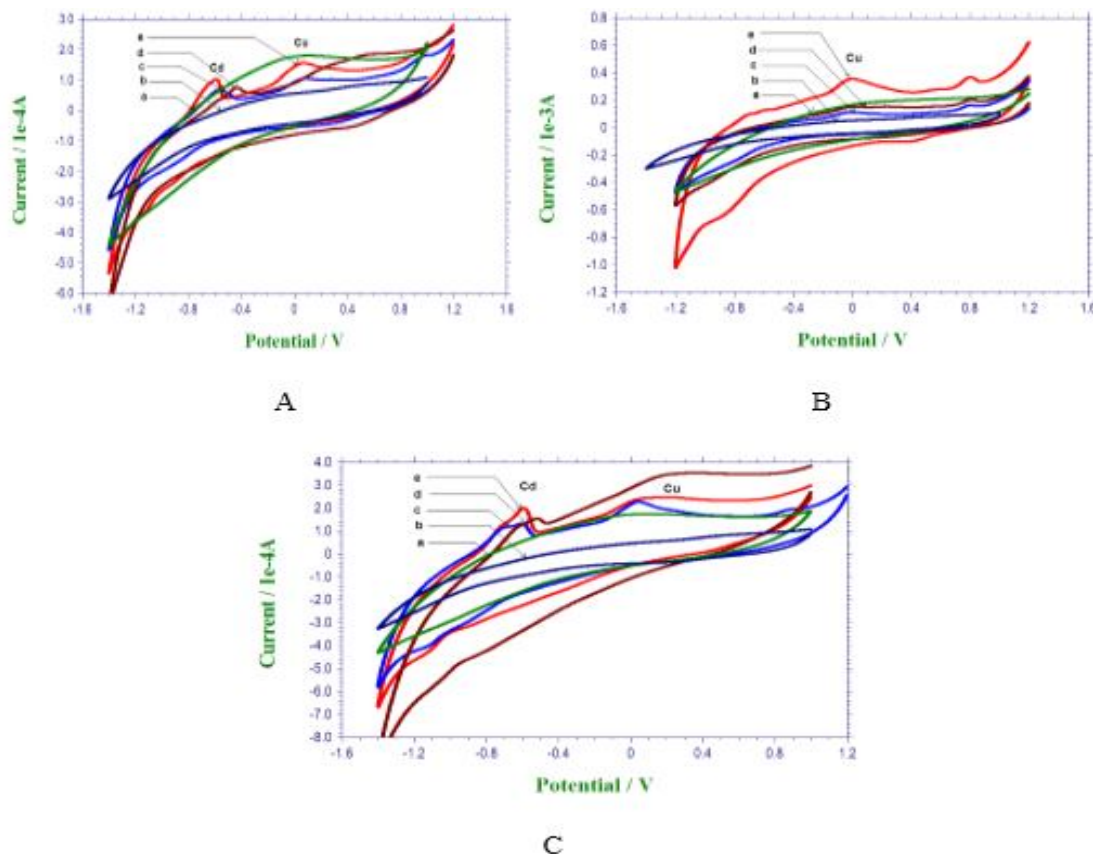 3.0
2.0
1.0
0
-1.0
-2.0
-3.0
-4.0
-5.0
-6.0
Current / 1e-4A
e
d
c
b
a
Cd
Cu
-1.6 -1.2 -0.8 -0.4 0 0.4 0.8 1.2 1.6
Potential / V
A
0.8
0.6
0.4
0.2
0
-0.2
-0.4
-0.6
-0.8
-1.0
-1.2
Current / 1e-3A
e
d
c
b
a
Cu
-1.6 -1.2 -0.8 -0.4 0 0.4 0.8 1.2 1.6
Potential / V
B
4.0
3.0
2.0
1.0
0
-1.0
-2.0
-3.0
-4.0
-5.0
-6.0
-7.0
-8.0
Current / 1e-4A
e
d
c
b
a
Cd
Cu
-1.6 -1.2 -0.8 -0.4 0 0.4 0.8 1.2
Potential / V
C